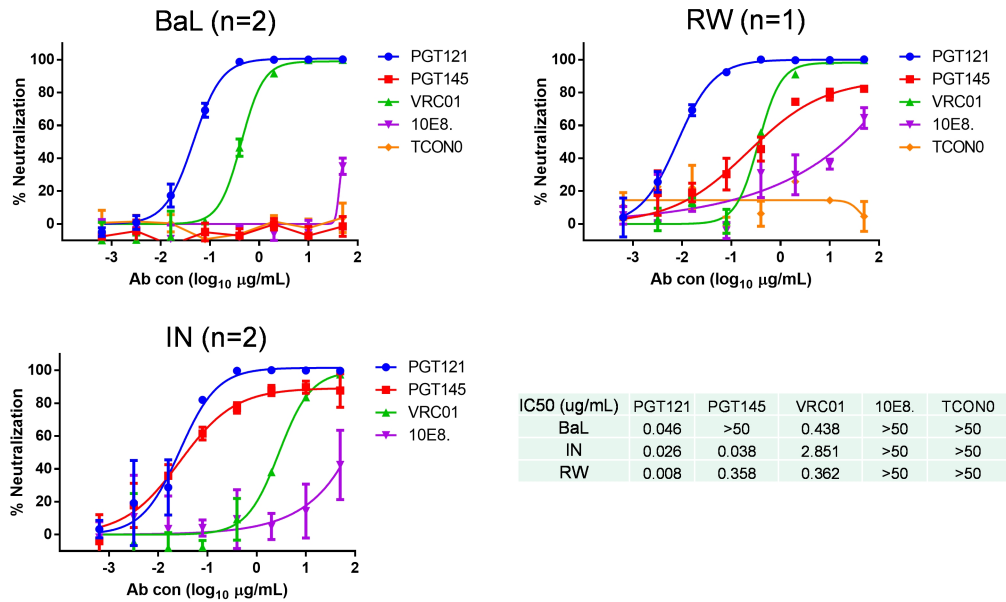 BaL (n=2)
% Neutralization
100
80
60
40
20
0
-3 -2 -1 0 1 2
Ab con (log10 μg/mL)
PGT121
PGT145
VRC01
10E8.
TCON0
RW (n=1)
% Neutralization
100
80
60
40
20
0
-3 -2 -1 0 1 2
Ab con (log10 μg/mL)
PGT121
PGT145
VRC01
10E8.
TCON0
IN (n=2)
% Neutralization
100
80
60
40
20
0
-3 -2 -1 0 1 2
Ab con (log10 μg/mL)
PGT121
PGT145
VRC01
10E8.
IC50 (ug/mL) PGT121 PGT145 VRC01 10E8. TCON0
BaL 0.046 >50 0.438 >50 >50
IN 0.026 0.038 2.851 >50 >50
RW 0.008 0.358 0.362 >50 >50